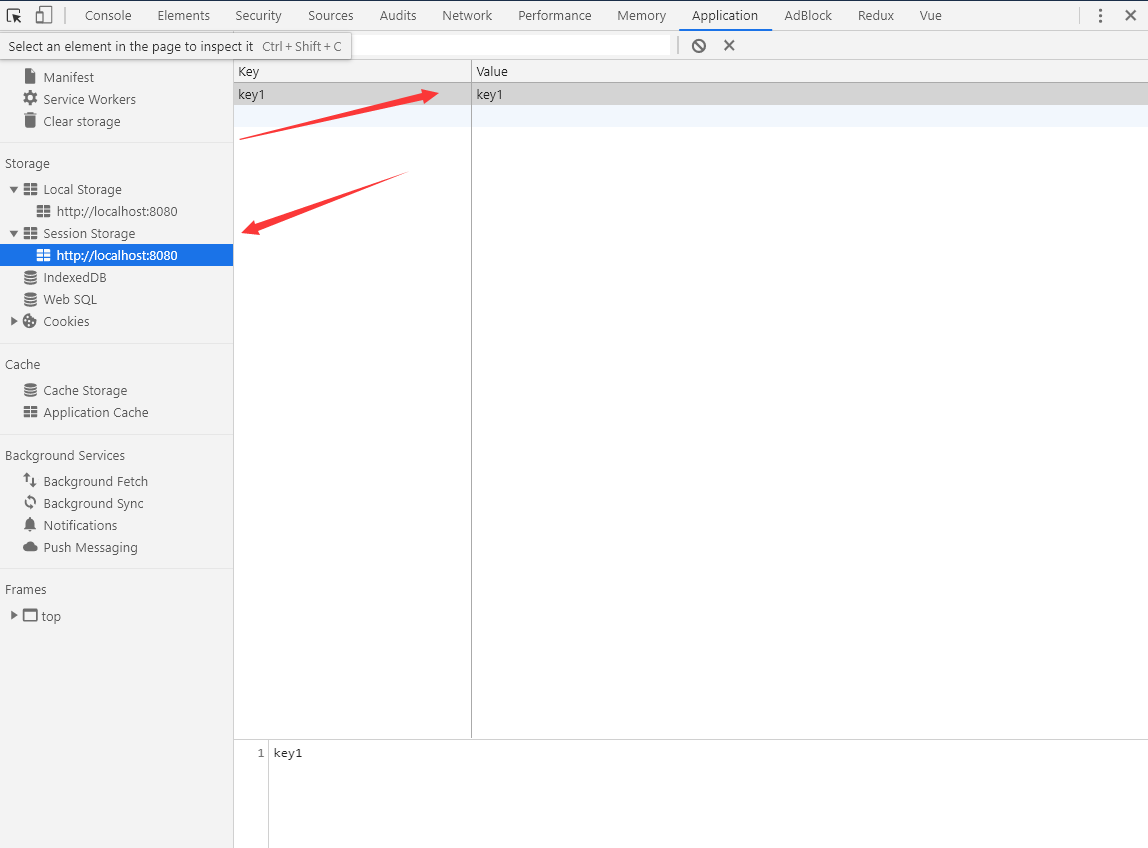 Console Elements Security Sources Audits Network Performance Memory Application AdBlock Redux Vue
Select an element in the page to inspect it Ctrl + Shift + C
Manifest
Service Workers
Clear storage
Storage
Local Storage
http://localhost:8080
Session Storage
http://localhost:8080
IndexedDB
Web SQL
Cookies
Cache
Cache Storage
Application Cache
Background Services
Background Fetch
Background Sync
Notifications
Push Messaging
Frames
top
Key Value
key1 key1
1 key1